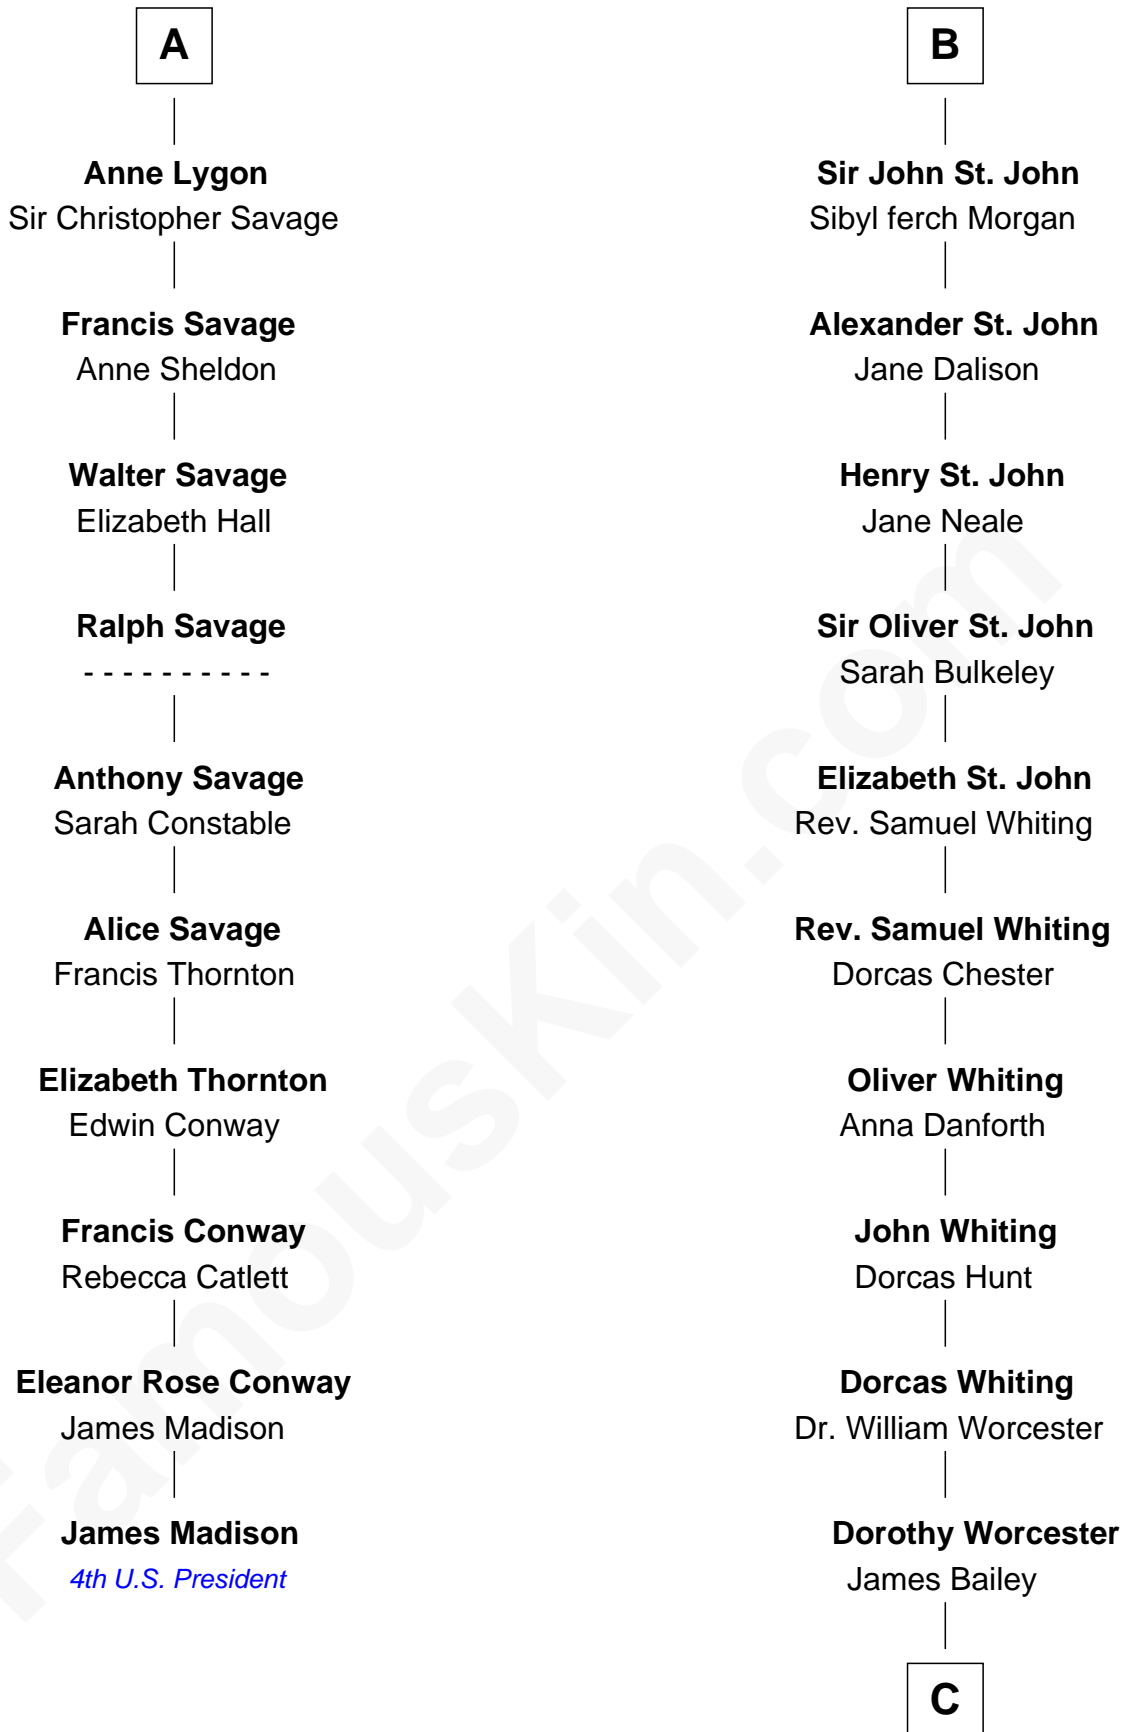 A
Anne Lygon
Sir Christopher Savage
Francis Savage
Anne Sheldon
Walter Savage
Elizabeth Hall
Ralph Savage
- - - - - - - - - -
Anthony Savage
Sarah Constable
Alice Savage
Francis Thornton
Elizabeth Thornton
Edwin Conway
Francis Conway
Rebecca Catlett
Eleanor Rose Conway
James Madison
James Madison
4th U.S. President
B
Sir John St. John
Sibyl ferch Morgan
Alexander St. John
Jane Dalison
Henry St. John
Jane Neale
Sir Oliver St. John
Sarah Bulkeley
Elizabeth St. John
Rev. Samuel Whiting
Rev. Samuel Whiting
Dorcas Chester
Oliver Whiting
Anna Danforth
John Whiting
Dorcas Hunt
Dorcas Whiting
Dr. William Worcester
Dorothy Worcester
James Bailey
C
FamousKin.com